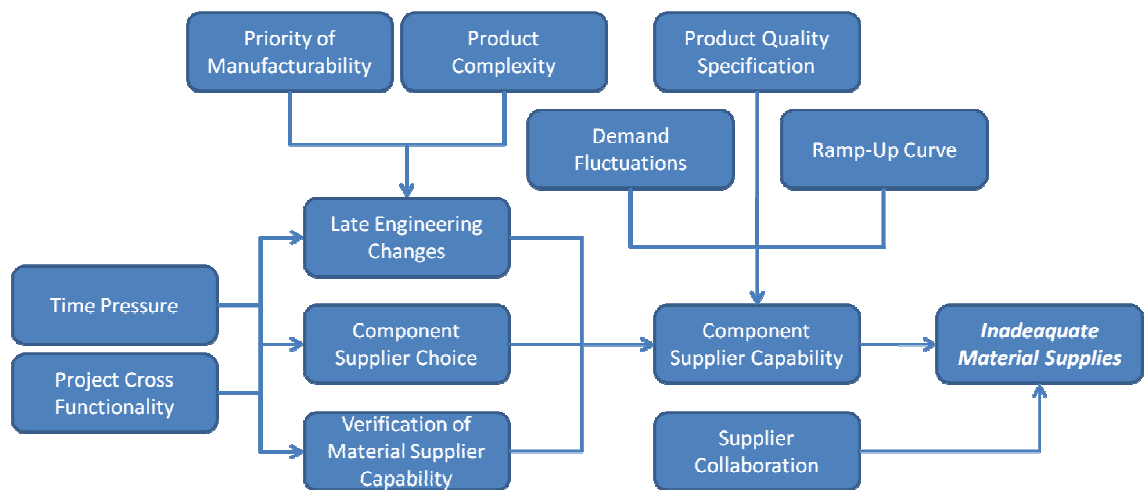 Priority of
Manufacturability
Product
Complexity
Product Quality
Specification
Demand
Fluctuations
Ramp-Up Curve
Late Engineering
Changes
Time Pressure
Component
Supplier Choice
Component
Supplier Capability
Inadeaquate
Material Supplies
Project Cross
Functionality
Verification of
Material Supplier
Capability
Supplier
Collaboration